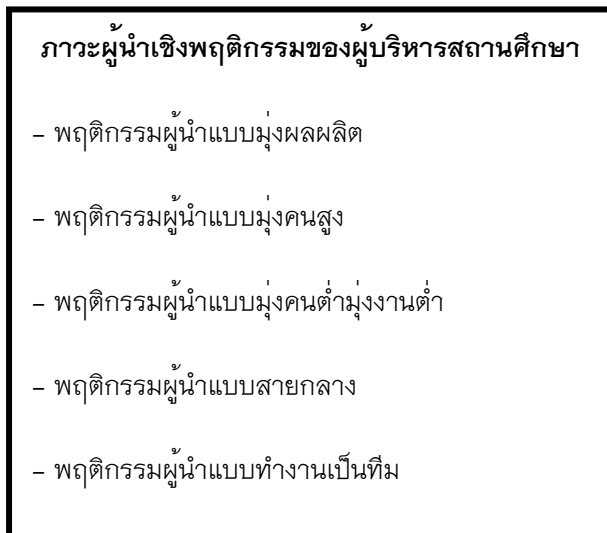 ภาวะผู้นำเชิงพฤติกรรมของผู้บริหารสถานศึกษา
– พฤติกรรมผู้นำแบบมุ่งผลผลิต
– พฤติกรรมผู้นำแบบมุ่งคนสูง
– พฤติกรรมผู้นำแบบมุ่งคนต่ำมุ่งงานต่ำ
– พฤติกรรมผู้นำแบบสายกลาง
– พฤติกรรมผู้นำแบบทำงานเป็นทีม